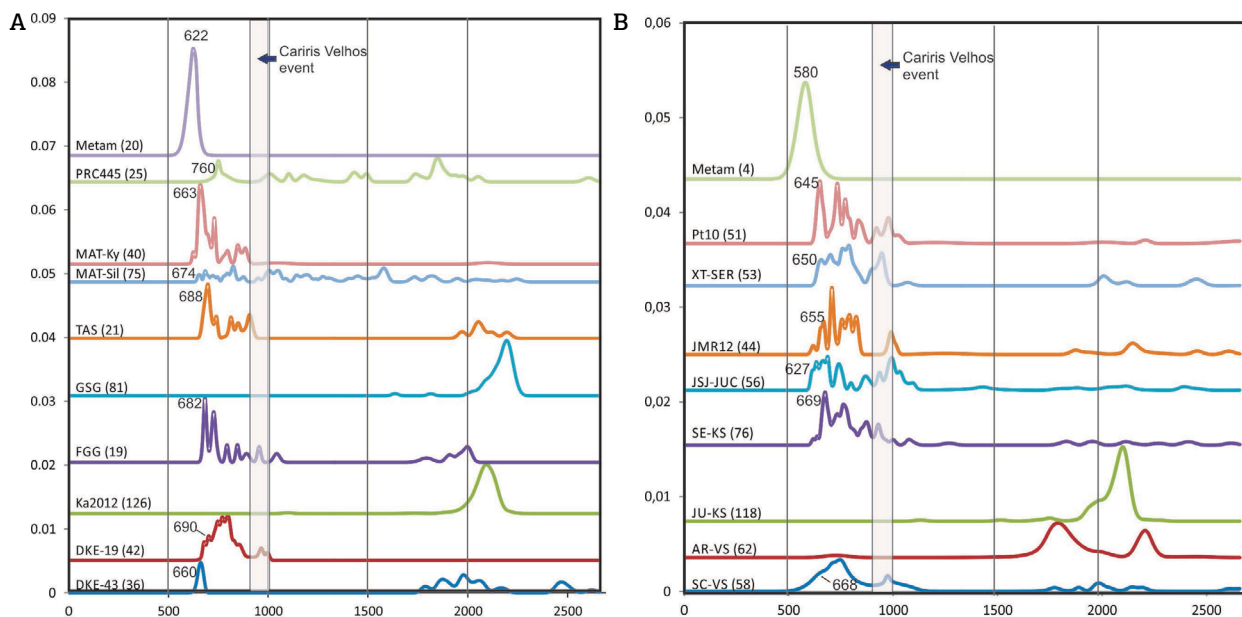 A
0.09
622
Cariris Velhos
event
0.08
0.07
Metam (20)
760
PRC445 (25)
663
0.06
MAT-Ky (40)
674
MAT-Sil (75)
0.05
688
TAS (21)
0.04
GSG (81)
0.03
682
FGG (19)
0.02
Ka2012 (126)
690
0.01
DKE-19 (42)
660
DKE-43 (36)
0
0 500 1000 1500 2000 2500
B
0,06
580
Cariris Velhos
event
0,05
Metam (4)
645
0,04
Pt10 (51)
650
XT-SER (53)
0,03
655
JMR12 (44)
627
JSJ-JUC (56)
669
0,02
SE-KS (76)
0,01
JU-KS (118)
AR-VS (62)
668
SC-VS (58)
0
0 500 1000 1500 2000 2500